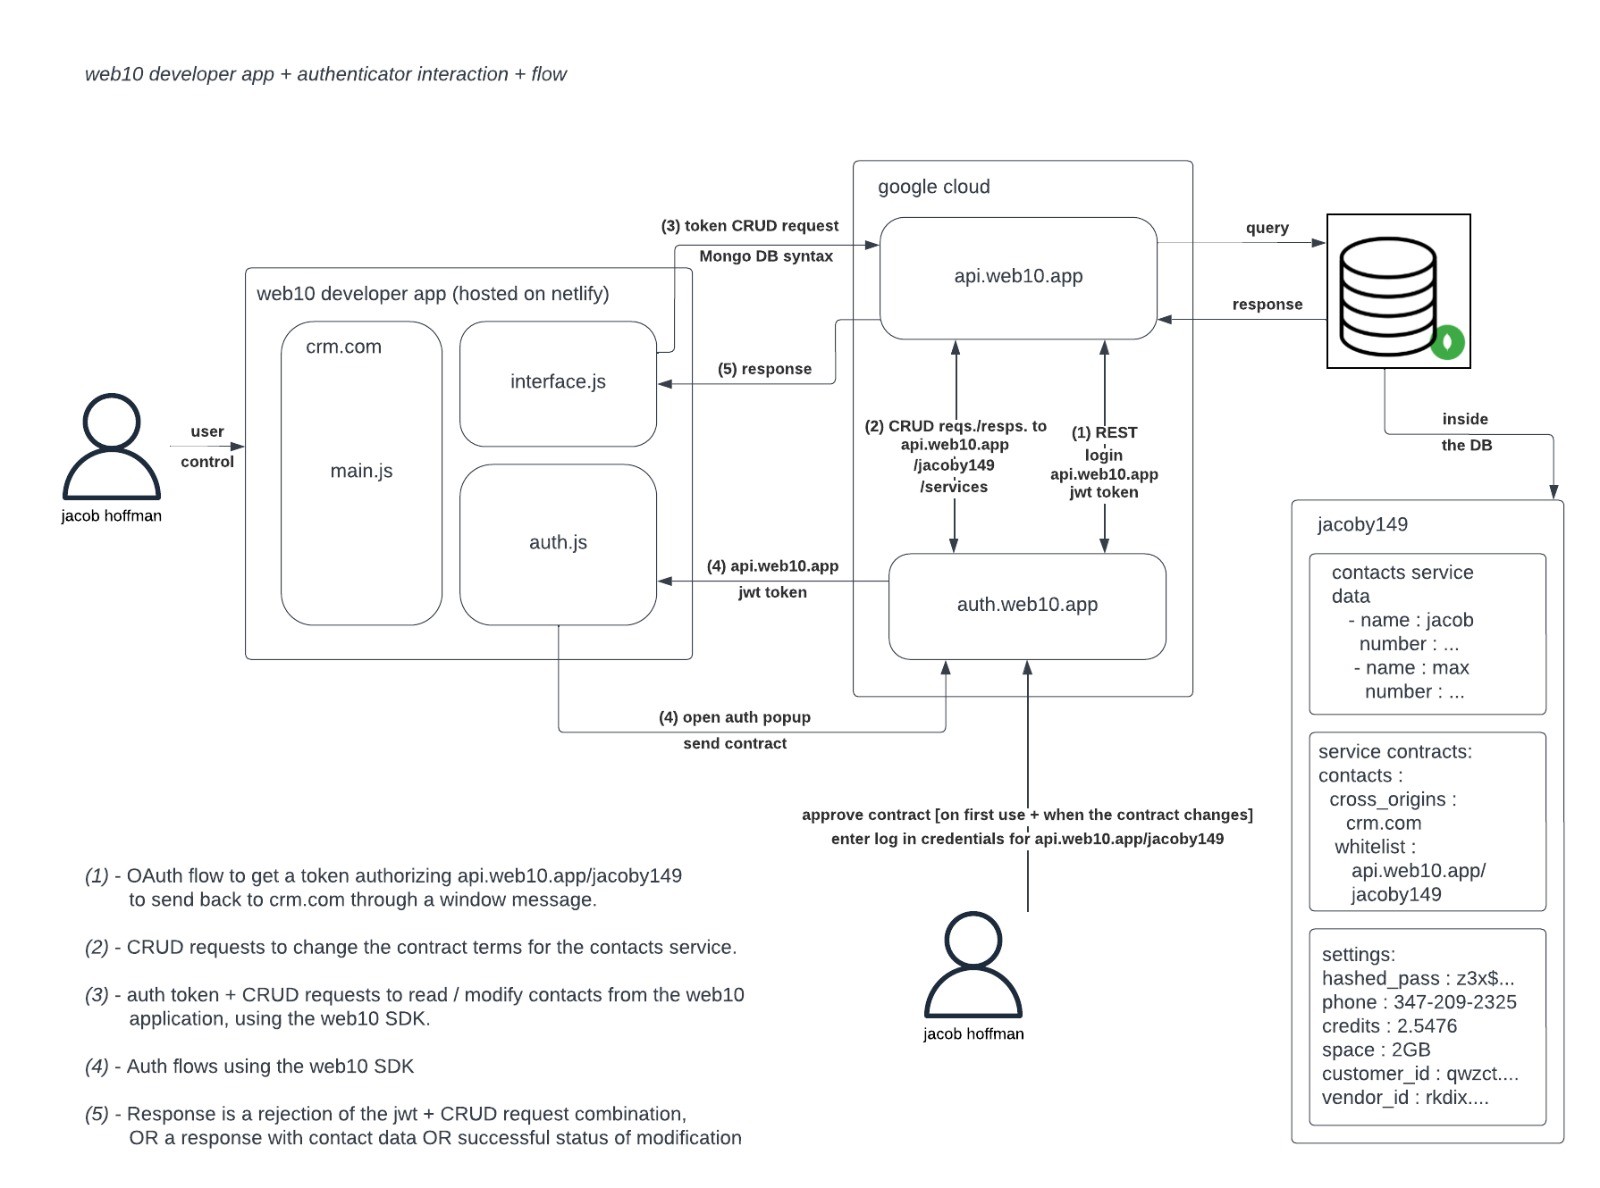 web10 developer app + authenticator interaction + flow
google cloud
(3) token CRUD request
Mongo DB syntax
api.web10.app
query
response
web10 developer app (hosted on netlify)
crm.com
main.js
interface.js
auth.js
(5) response
user
control
jacob hoffman
(2) CRUD reqs./resps. to
api.web10.app
/jacoby149
/services
(1) REST
login
api.web10.app
jwt token
inside
the DB
(4) api.web10.app
jwt token
auth.web10.app
(4) open auth popup
send contract
approve contract [on first use + when the contract changes]
enter log in credentials for api.web10.app/jacoby149
jacob hoffman
jacoby149
contacts service
data
- name : jacob
number : ...
- name : max
number : ...
service contracts:
contacts :
cross_origins :
crm.com
whitelist :
api.web10.app/
jacoby149
settings:
hashed_pass : z3x$...
phone : 347-209-2325
credits : 2.5476
space : 2GB
customer_id : qwzct....
vendor_id : rkdix....
(1) - OAuth flow to get a token authorizing api.web10.app/jacoby149
to send back to crm.com through a window message.
(2) - CRUD requests to change the contract terms for the contacts service.
(3) - auth token + CRUD requests to read / modify contacts from the web10
application, using the web10 SDK.
(4) - Auth flows using the web10 SDK
(5) - Response is a rejection of the jwt + CRUD request combination,
OR a response with contact data OR successful status of modification